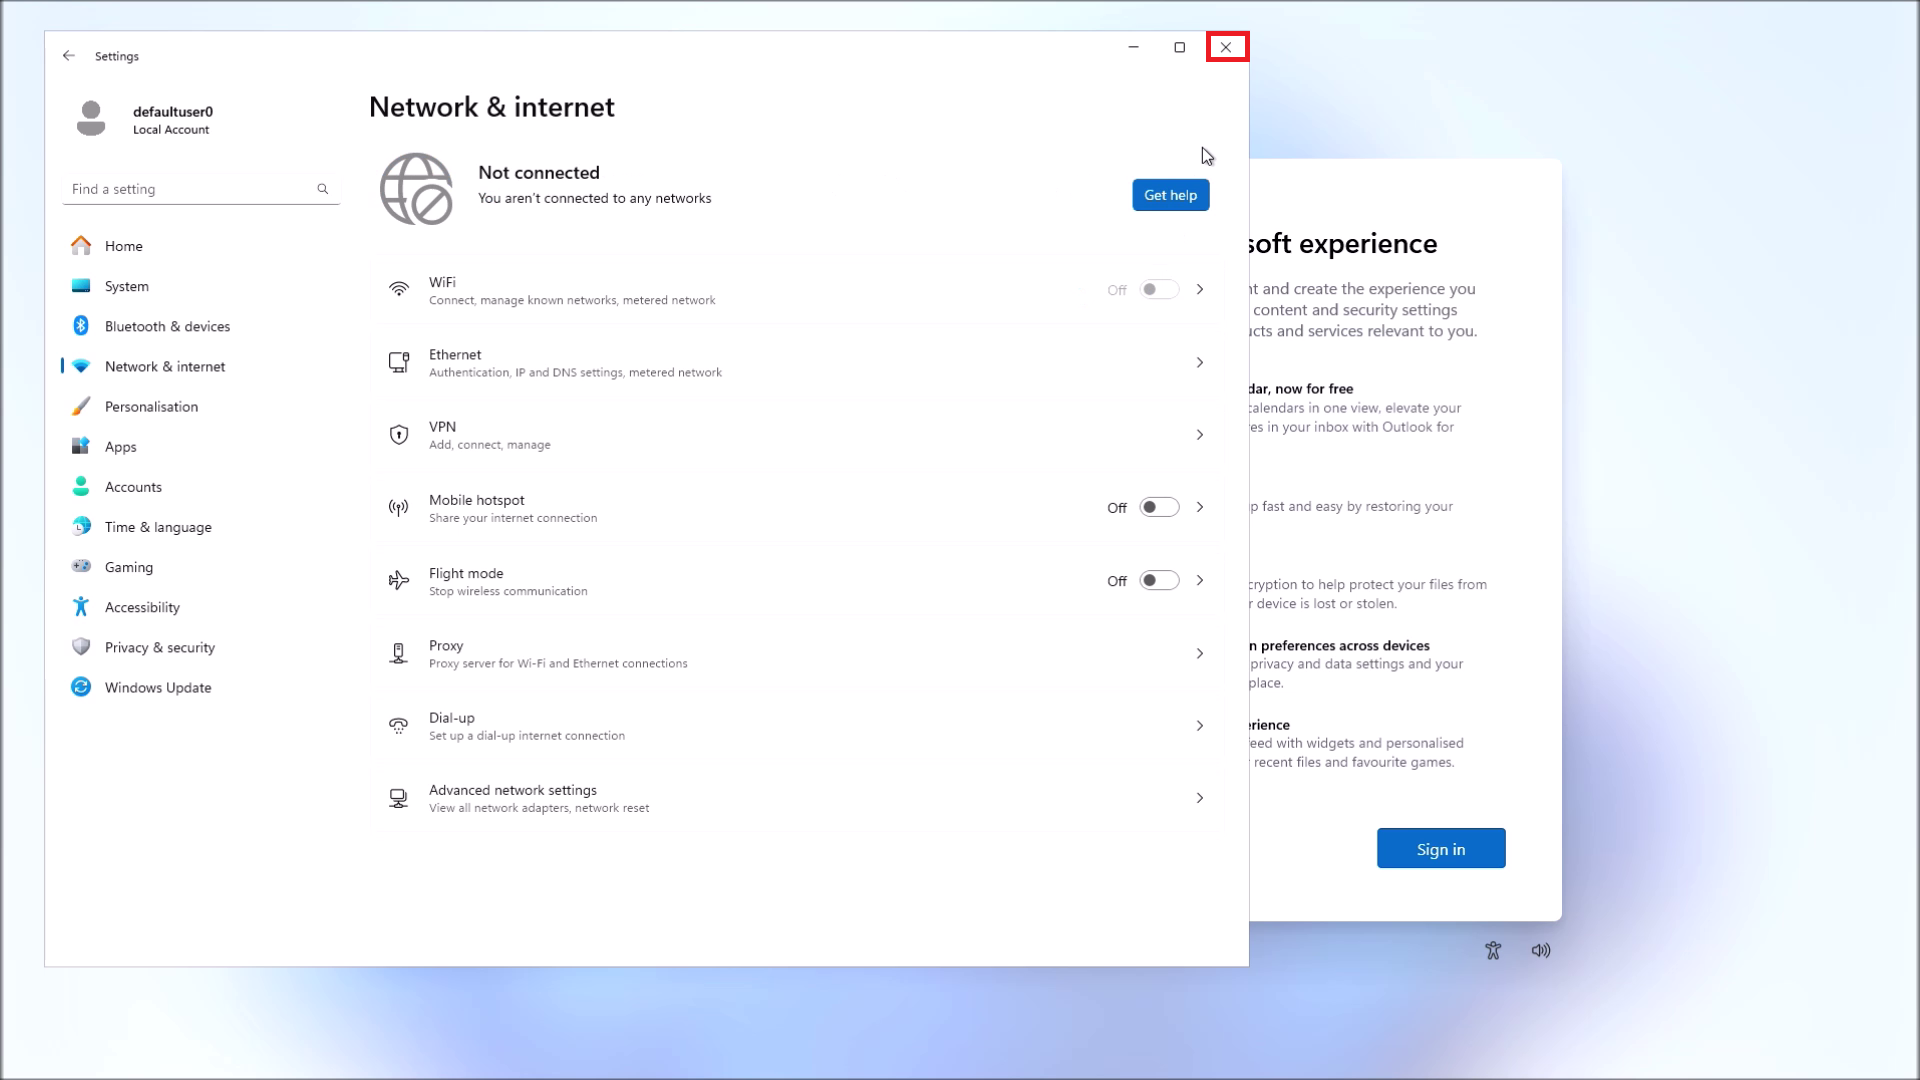 Settings
defaultuser0
Local Account
Find a setting
Home
System
Bluetooth & devices
Network & internet
Personalisation
Apps
Accounts
Time & language
Gaming
Accessibility
Privacy & security
Windows Update
Network & internet
Not connected
You aren't connected to any networks
Get help
WiFi
Connect, manage known networks, metered network
Off
Ethernet
Authentication, IP and DNS settings, metered network
VPN
Add, connect, manage
Mobile hotspot
Share your internet connection
Off
Flight mode
Stop wireless communication
Off
Proxy
Proxy server for Wi-Fi and Ethernet connections
Dial-up
Set up a dial-up internet connection
Advanced network settings
View all network adapters, network reset
soft experience
and create the experience you
content and security settings
and services relevant to you.
dar, now for free
calendars in one view, elevate your
in your inbox with Outlook for
p fast and easy by restoring your
cryption to help protect your files from
device is lost or stolen.
n preferences across devices
privacy and data settings and your
place.
erience
feed with widgets and personalised
recent files and favourite games.
Sign in